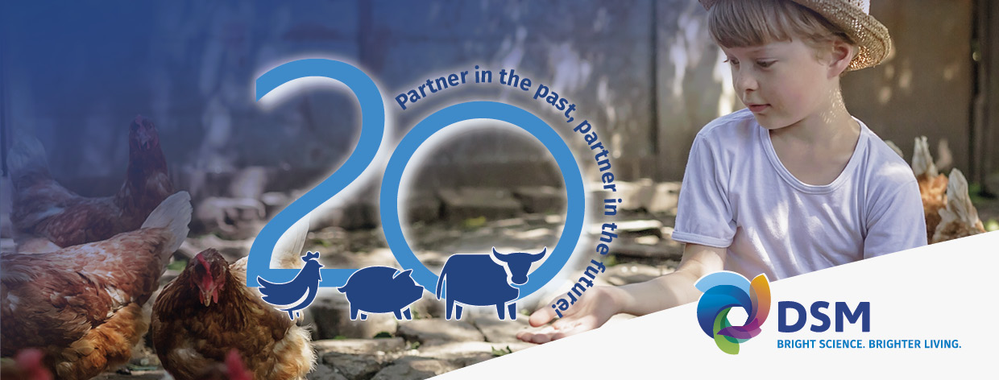 20
Partner in the past, partner in the future!
DSM
BRIGHT SCIENCE. BRIGHTER LIVING.